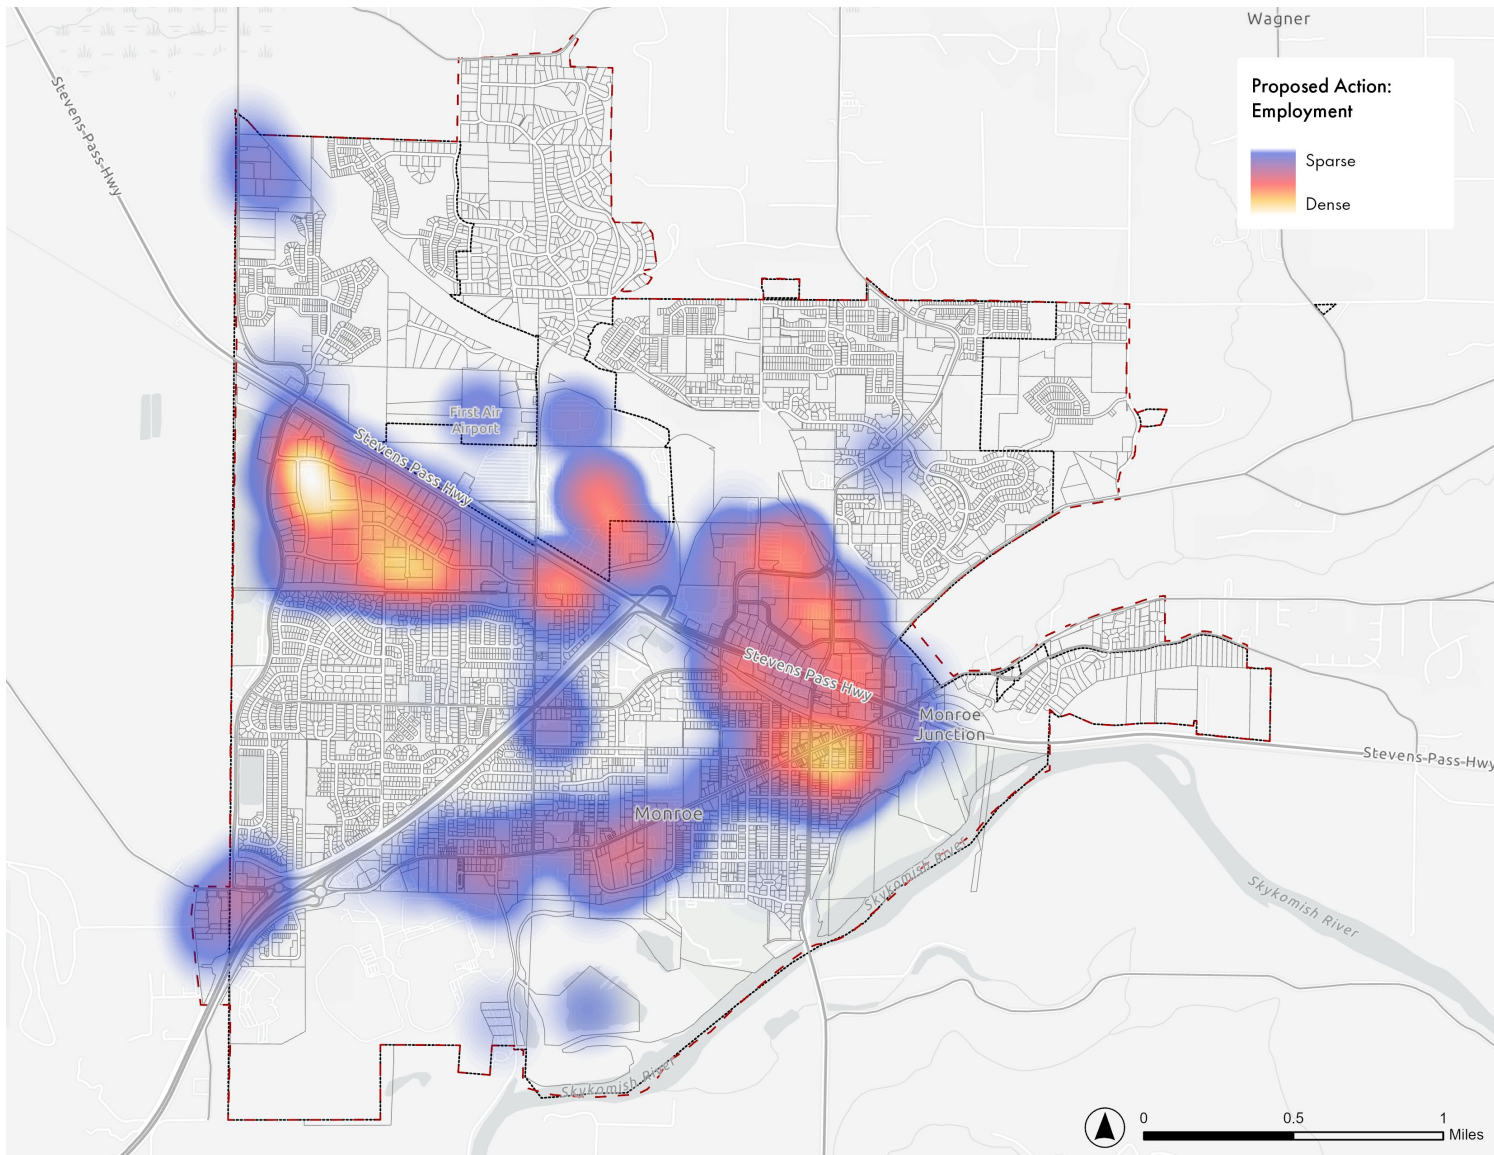 Wagner
Proposed Action:
Employment
Sparse
Dense
Stevens Pass Hwy
First Air
Airport
Stevens Pass Hwy
Stevens Pass Hwy
Monroe
Junction
Stevens Pass Hwy
Monroe
Skykomish River
Skykomish River
Skykomish River
0 0.5 1
Miles